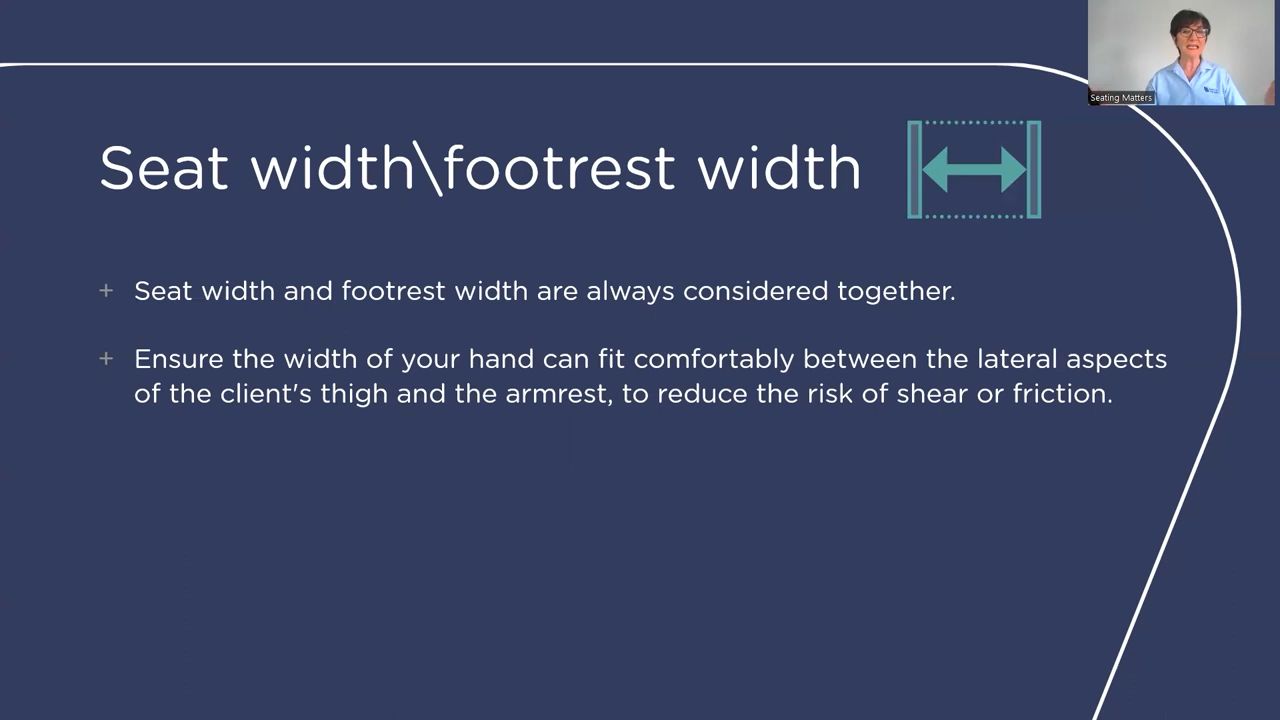 Seating Matters
Seat width\footrest width
+ Seat width and footrest width are always considered together.
+ Ensure the width of your hand can fit comfortably between the lateral aspects
of the client's thigh and the armrest, to reduce the risk of shear or friction.